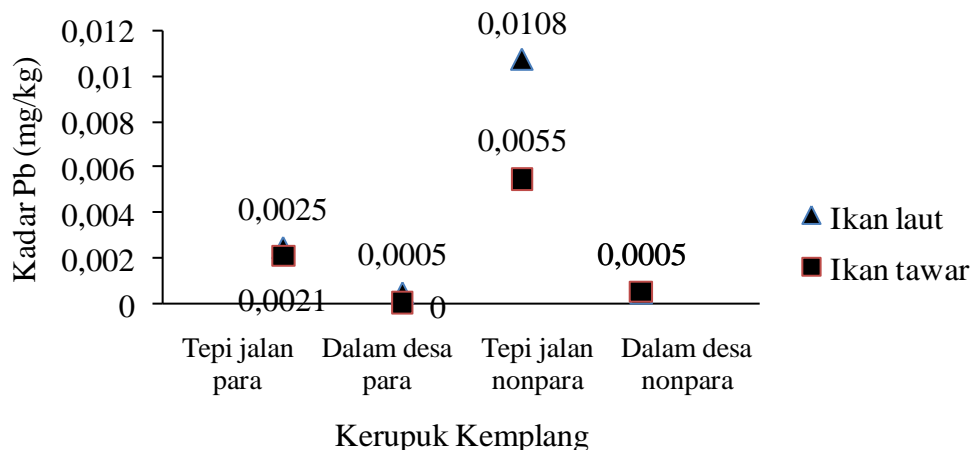 0,0108
0,012
0,01
0,008
0,006
0,004
0,002
0
Kadar Pb (mg/kg)
0,0055
0,0025
0,0005
0,0005
0,0021
0
Ikan laut
Ikan tawar
Tepi jalan
para
Dalam desa
para
Tepi jalan
nonpara
Dalam desa
nonpara
Kerupuk Kemplang